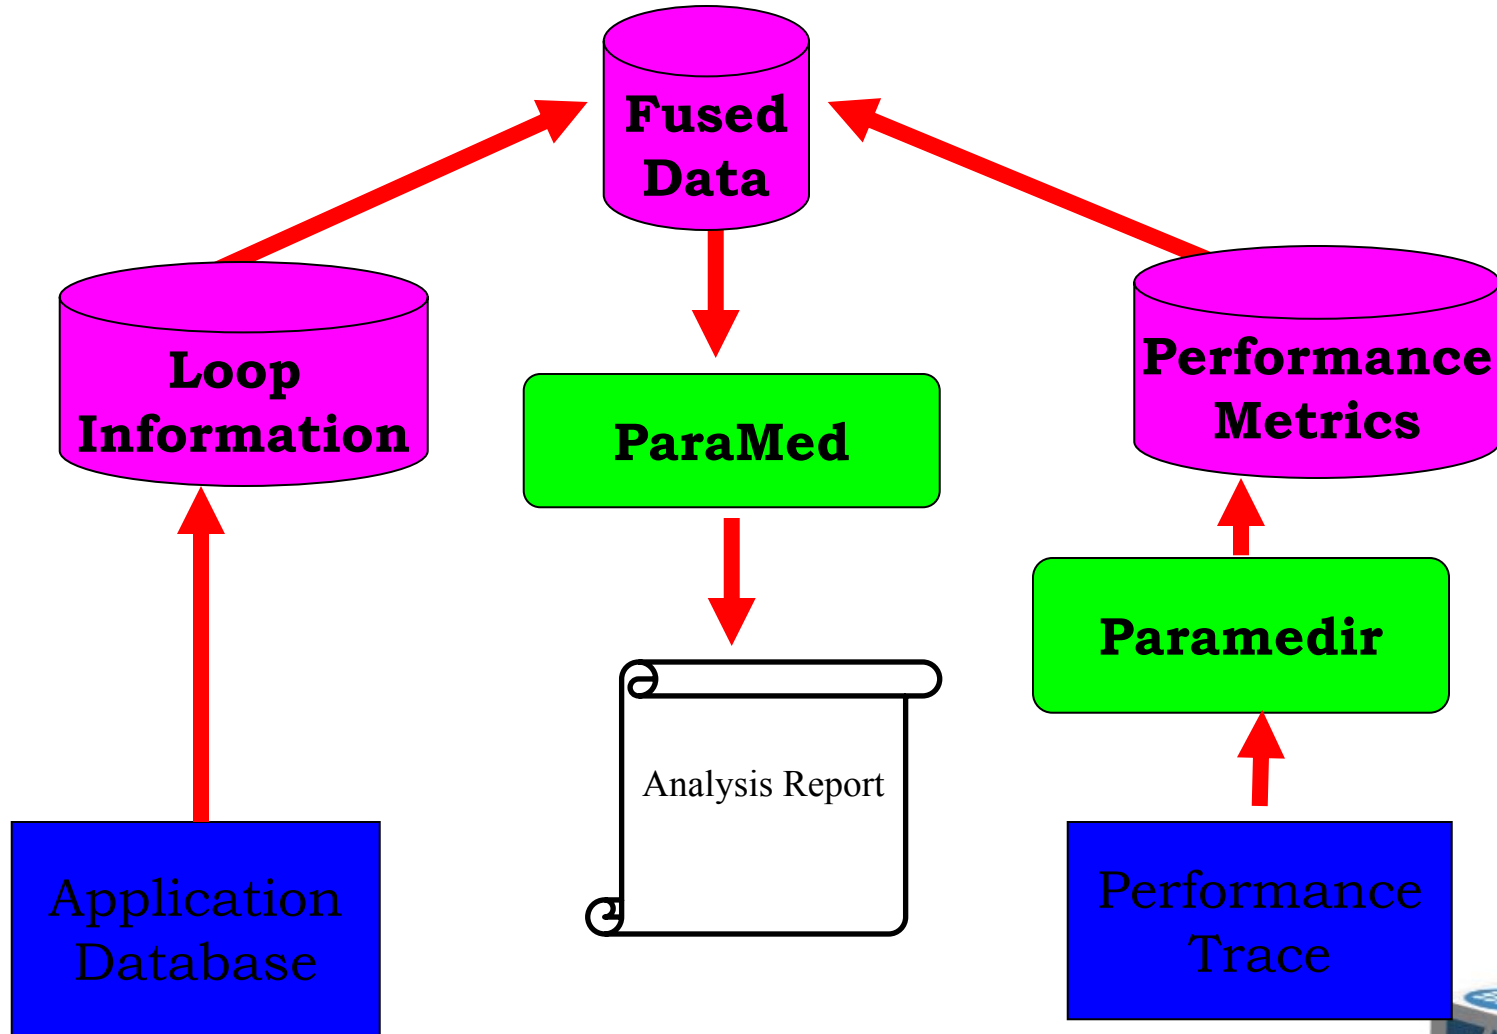 Fused
Data
Loop
Information
ParaMed
Performance
Metrics
Paramedir
Analysis Report
Application
Database
Performance
Trace